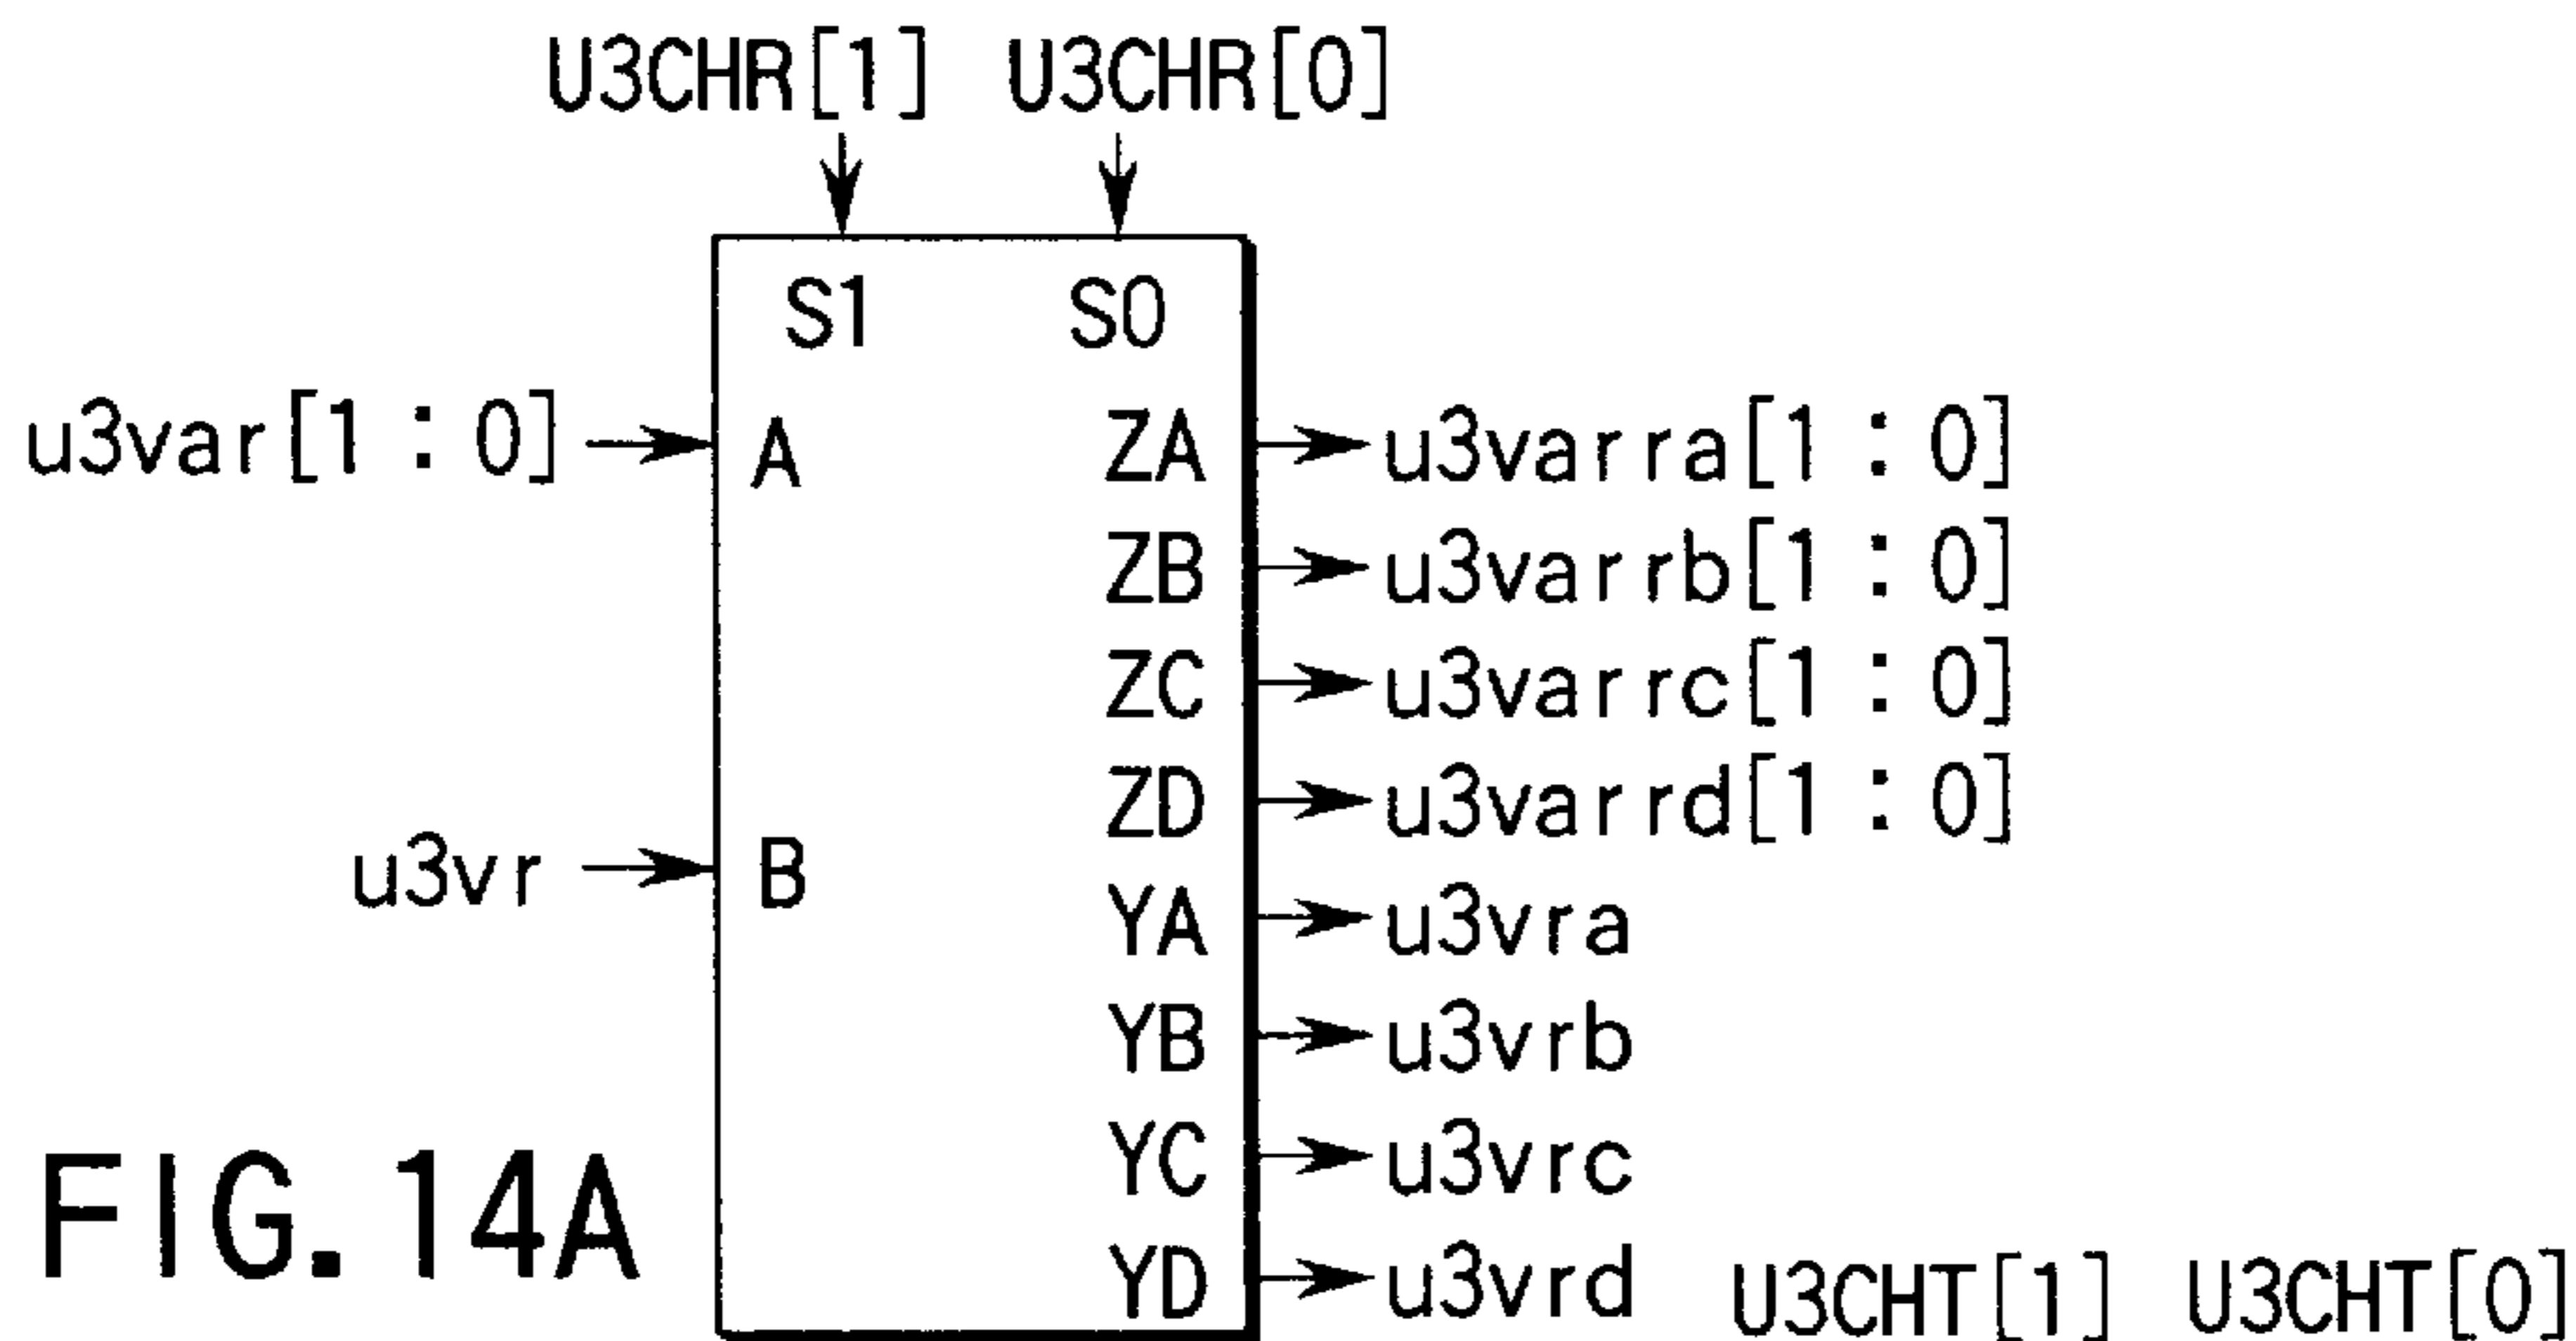 U3CHR[1] U3CHR[0]
S1 S0
u3var[1:0] A ZA u3varra[1:0]
ZB u3varrb[1:0]
ZC u3varrc[1:0]
ZD u3varrd[1:0]
u3vr B
YA u3vra
YB u3vrb
YC u3vrc
YD u3vrd
FIG.14A
U3CHT[1] U3CHT[0]